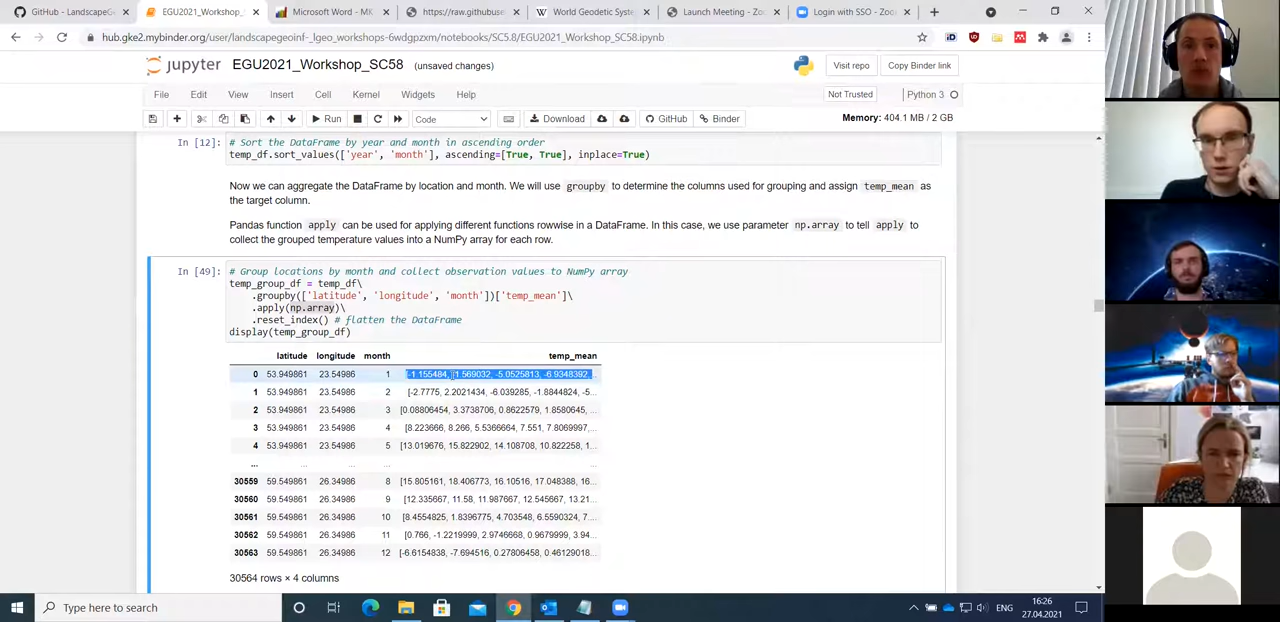 GitHub - LandscapeG
EGU2021_Workshop_
Microsoft Word - MK
https://raw.githubuse
World Geodetic Syst
Launch Meeting - Zoo
Login with SSO - Zoo
hub.gke2.mybinder.org/user/landscapegeoinf-_lgeo_workshops-6wdgpzxm/notebooks/SC5.8/EGU2021_Workshop_SC58.ipynb
jupyter EGU2021_Workshop_SC58 (unsaved changes)
Visit repo Copy Binder link
File Edit View Insert Cell Kernel Widgets Help
Not Trusted Python 3
Run Code Download GitHub Binder
Memory: 404.1 MB / 2 GB
In [12]: # Sort the DataFrame by year and month in ascending order
temp_df.sort_values(['year', 'month'], ascending=[True, True], inplace=True)
Now we can aggregate the DataFrame by location and month. We will use groupby to determine the columns used for grouping and assign temp_mean as
the target column.
Pandas function apply can be used for applying different functions rowwise in a DataFrame. In this case, we use parameter np.array to tell apply to
collect the grouped temperature values into a NumPy array for each row.
In [49]: # Group locations by month and collect observation values to NumPy array
temp_group_df = temp_df\
.groupby(['latitude', 'longitude', 'month'])['temp_mean']\
.apply(np.array)\
.reset_index() # flatten the DataFrame
display(temp_group_df)
latitude longitude month temp_mean
0 53.949861 23.54986 1 [-1.155484, 1.569032, -5.0525813, -6.9348392,...
1 53.949861 23.54986 2 [-2.7775, 2.2021434, -6.039285, -1.8844824, -5...
2 53.949861 23.54986 3 [0.08806454, 3.3738706, 0.8622579, 1.8580645,...
3 53.949861 23.54986 4 [8.223666, 8.266, 5.5366664, 7.551, 7.8069997,...
4 53.949861 23.54986 5 [13.019676, 15.822902, 14.108708, 10.822258, 1...
... ... ... ... ...
30559 59.549861 26.34986 8 [15.805161, 18.406773, 16.10516, 17.048388, 16...
30560 59.549861 26.34986 9 [12.335667, 11.58, 11.987667, 12.545667, 13.21...
30561 59.549861 26.34986 10 [8.4554825, 1.8396775, 4.703548, 6.5590324, 7...
30562 59.549861 26.34986 11 [0.766, -1.2219999, 2.9746668, 0.9679999, 3.94...
30563 59.549861 26.34986 12 [-6.6154838, -7.694516, 0.27806458, 0.46129018...
30564 rows × 4 columns
Type here to search
ENG
16:26
27.04.2021